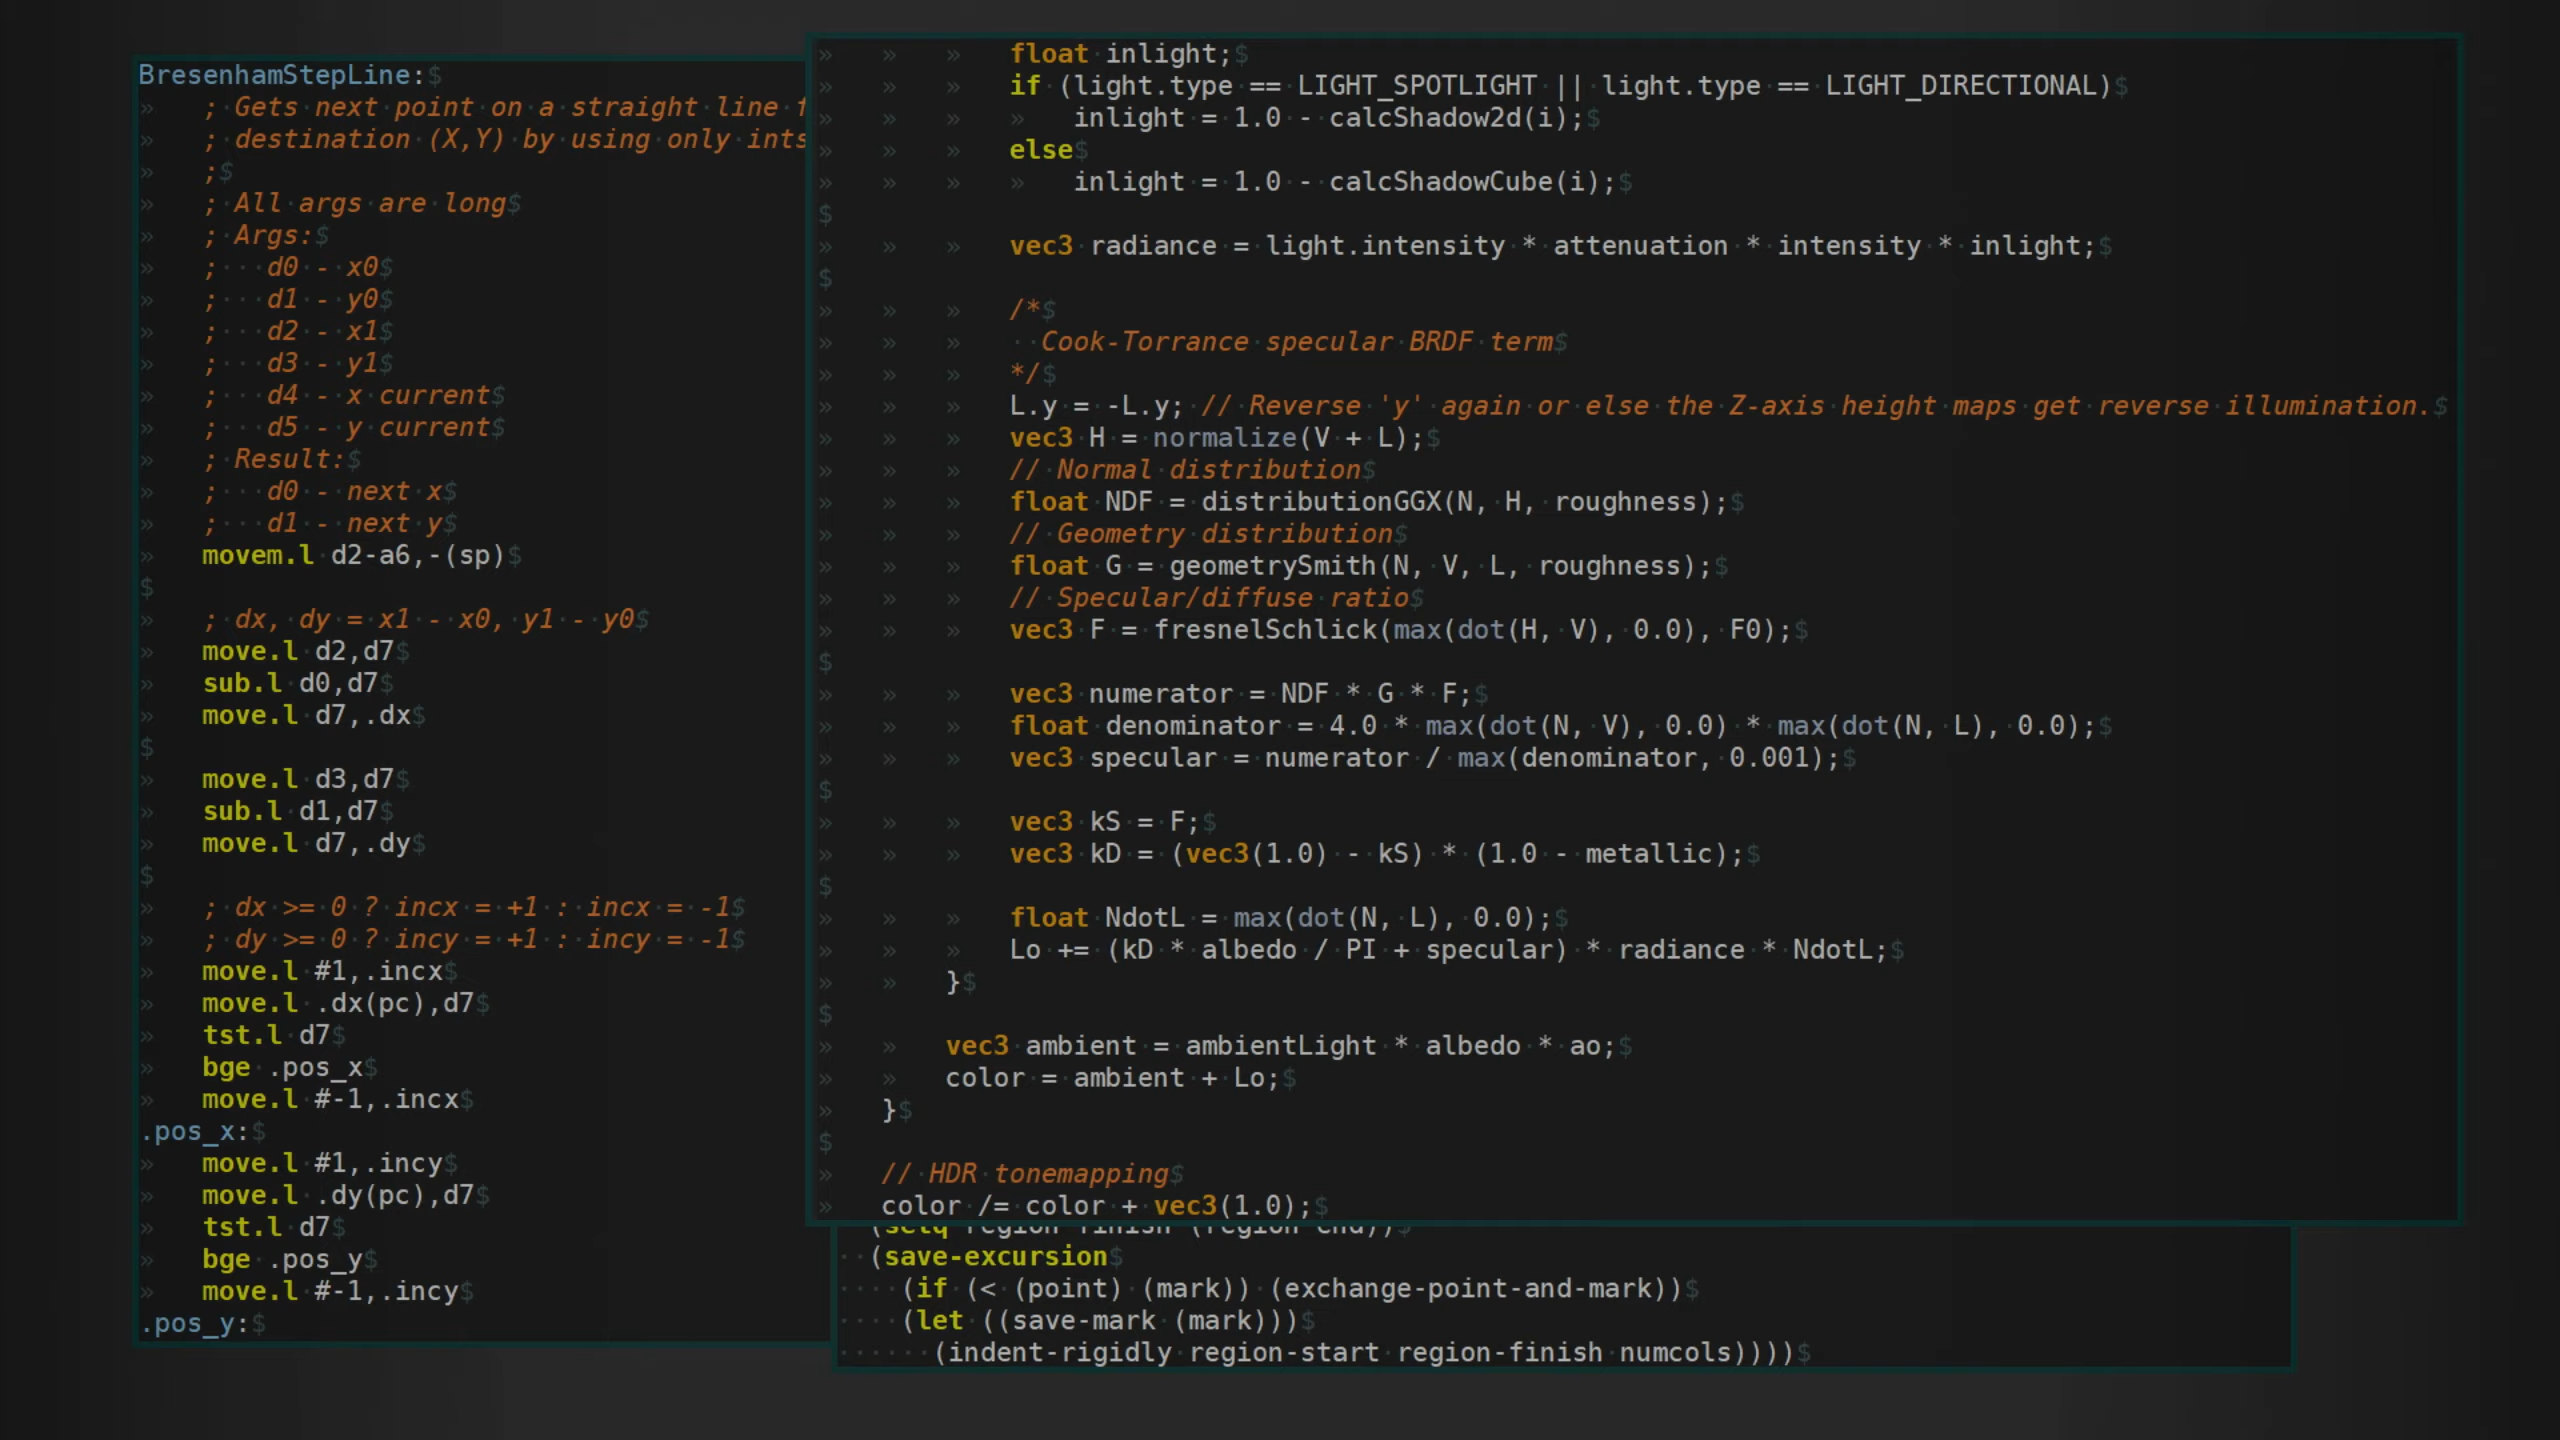 BresenhamStepLine:$
» ; Gets next point on a straight line
» ; destination (X,Y) by using only ints
» ;$
» ; All args are long$
» ; Args:$
» ;···d0 - x0$
» ;···d1 - y0$
» ;···d2 - x1$
» ;···d3 - y1$
» ;···d4 - x current$
» ;···d5 - y current$
» ; Result:$
» ;···d0 - next x$
» ;···d1 - next y$
» movem.l d2-a6,-(sp)$
$
» ; dx, dy = x1 - x0, y1 - y0$
» move.l d2,d7$
» sub.l d0,d7$
» move.l d7,.dx$
$
» move.l d3,d7$
» sub.l d1,d7$
» move.l d7,.dy$
$
» ; dx >= 0 ? incx = +1 : incx = -1$
» ; dy >= 0 ? incy = +1 : incy = -1$
» move.l #1,.incx$
» move.l .dx(pc),d7$
» tst.l d7$
» bge .pos_x$
» move.l #-1,.incx$
.pos_x:$
» move.l #1,.incy$
» move.l .dy(pc),d7$
» tst.l d7$
» bge .pos_y$
» move.l #-1,.incy$
.pos_y:$
» » » float inlight;$
» » » if (light.type == LIGHT_SPOTLIGHT || light.type == LIGHT_DIRECTIONAL)$
» » » » inlight = 1.0 - calcShadow2d(i);$
» » » else$
» » » » inlight = 1.0 - calcShadowCube(i);$
$
» » » vec3 radiance = light.intensity * attenuation * intensity * inlight;$
$
» » » /*$
» » » ··Cook-Torrance specular BRDF term$
» » » */$
» » » L.y = -L.y; // Reverse 'y' again or else the Z-axis height maps get reverse illumination.$
» » » vec3 H = normalize(V + L);$
» » » // Normal distribution$
» » » float NDF = distributionGGX(N, H, roughness);$
» » » // Geometry distribution$
» » » float G = geometrySmith(N, V, L, roughness);$
» » » // Specular/diffuse ratio$
» » » vec3 F = fresnelSchlick(max(dot(H, V), 0.0), F0);$
$
» » » vec3 numerator = NDF * G * F;$
» » » float denominator = 4.0 * max(dot(N, V), 0.0) * max(dot(N, L), 0.0);$
» » » vec3 specular = numerator / max(denominator, 0.001);$
$
» » » vec3 kS = F;$
» » » vec3 kD = (vec3(1.0) - kS) * (1.0 - metallic);$
$
» » » float NdotL = max(dot(N, L), 0.0);$
» » » Lo += (kD * albedo / PI + specular) * radiance * NdotL;$
» » }$
$
» » vec3 ambient = ambientLight * albedo * ao;$
» » color = ambient + Lo;$
» }$
$
» // HDR tonemapping$
» color /= color + vec3(1.0);$
(setq region-finish (region-end))$
··(save-excursion$
····(if (< (point) (mark)) (exchange-point-and-mark))$
····(let ((save-mark (mark)))$
······(indent-rigidly region-start region-finish numcols))))$